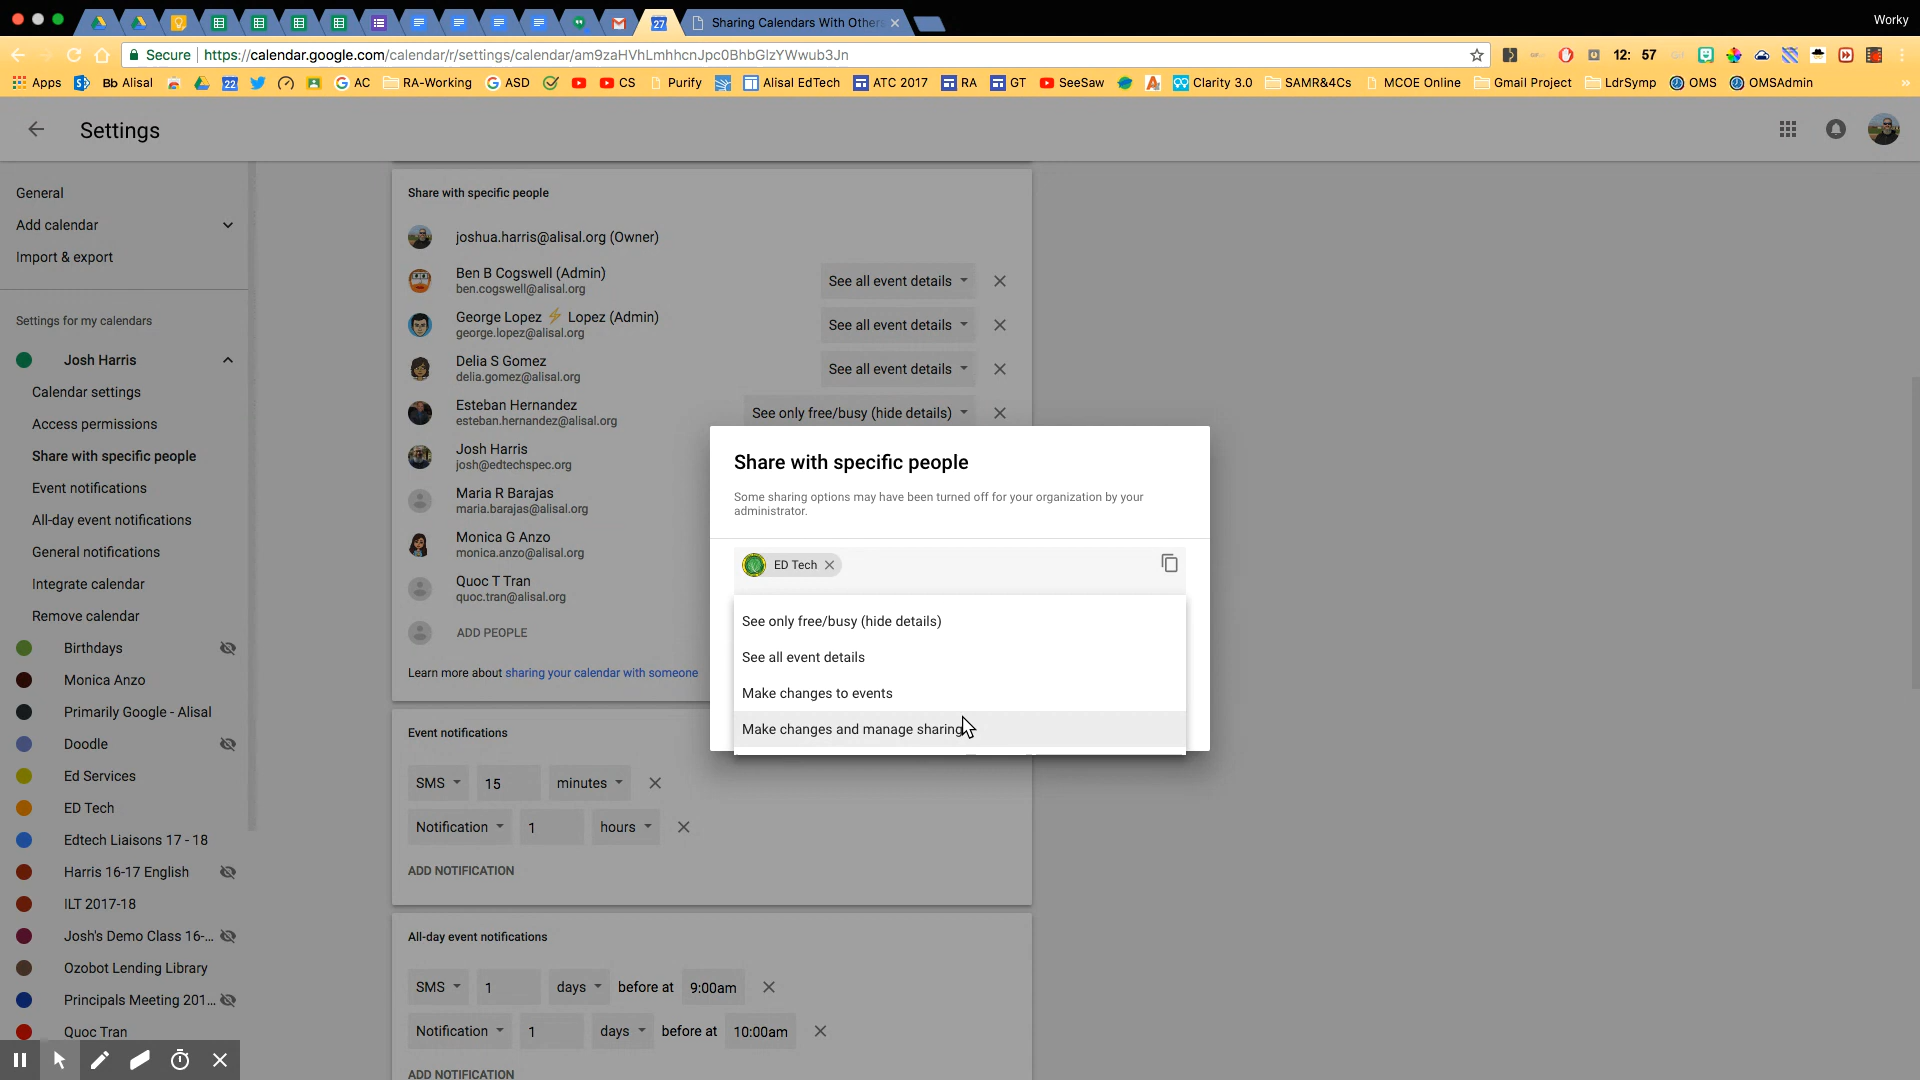 Sharing Calendars With Others
Worky
Secure https://calendar.google.com/calendar/r/settings/calendar/am9zaHVhLmhhcnJpc0BhbGlzYWwub3Jn
12: 57
Apps
Bb Alisal
22
AC
RA-Working
ASD
CS
Purify
Alisal EdTech
ATC 2017
RA
GT
SeeSaw
Clarity 3.0
SAMR&4Cs
MCOE Online
Gmail Project
LdrSymp
OMS
OMSAdmin
Settings
General
Add calendar
Import & export
Settings for my calendars
Josh Harris
Calendar settings
Access permissions
Share with specific people
Event notifications
All-day event notifications
General notifications
Integrate calendar
Remove calendar
Birthdays
Monica Anzo
Primarily Google - Alisal
Doodle
Ed Services
ED Tech
Edtech Liaisons 17 - 18
Harris 16-17 English
ILT 2017-18
Josh's Demo Class 16-...
Ozobot Lending Library
Principals Meeting 201...
Quoc Tran
Share with specific people
joshua.harris@alisal.org (Owner)
Ben B Cogswell (Admin)
ben.cogswell@alisal.org
See all event details
George Lopez ⚡ Lopez (Admin)
george.lopez@alisal.org
See all event details
Delia S Gomez
delia.gomez@alisal.org
See all event details
Esteban Hernandez
esteban.hernandez@alisal.org
See only free/busy (hide details)
Josh Harris
josh@edtechspec.org
Maria R Barajas
maria.barajas@alisal.org
Monica G Anzo
monica.anzo@alisal.org
Quoc T Tran
quoc.tran@alisal.org
ADD PEOPLE
Learn more about sharing your calendar with someone
Share with specific people
Some sharing options may have been turned off for your organization by your
administrator.
ED Tech
See only free/busy (hide details)
See all event details
Make changes to events
Make changes and manage sharing
Event notifications
SMS 15 minutes
Notification 1 hours
ADD NOTIFICATION
All-day event notifications
SMS 1 days before at 9:00am
Notification 1 days before at 10:00am
ADD NOTIFICATION